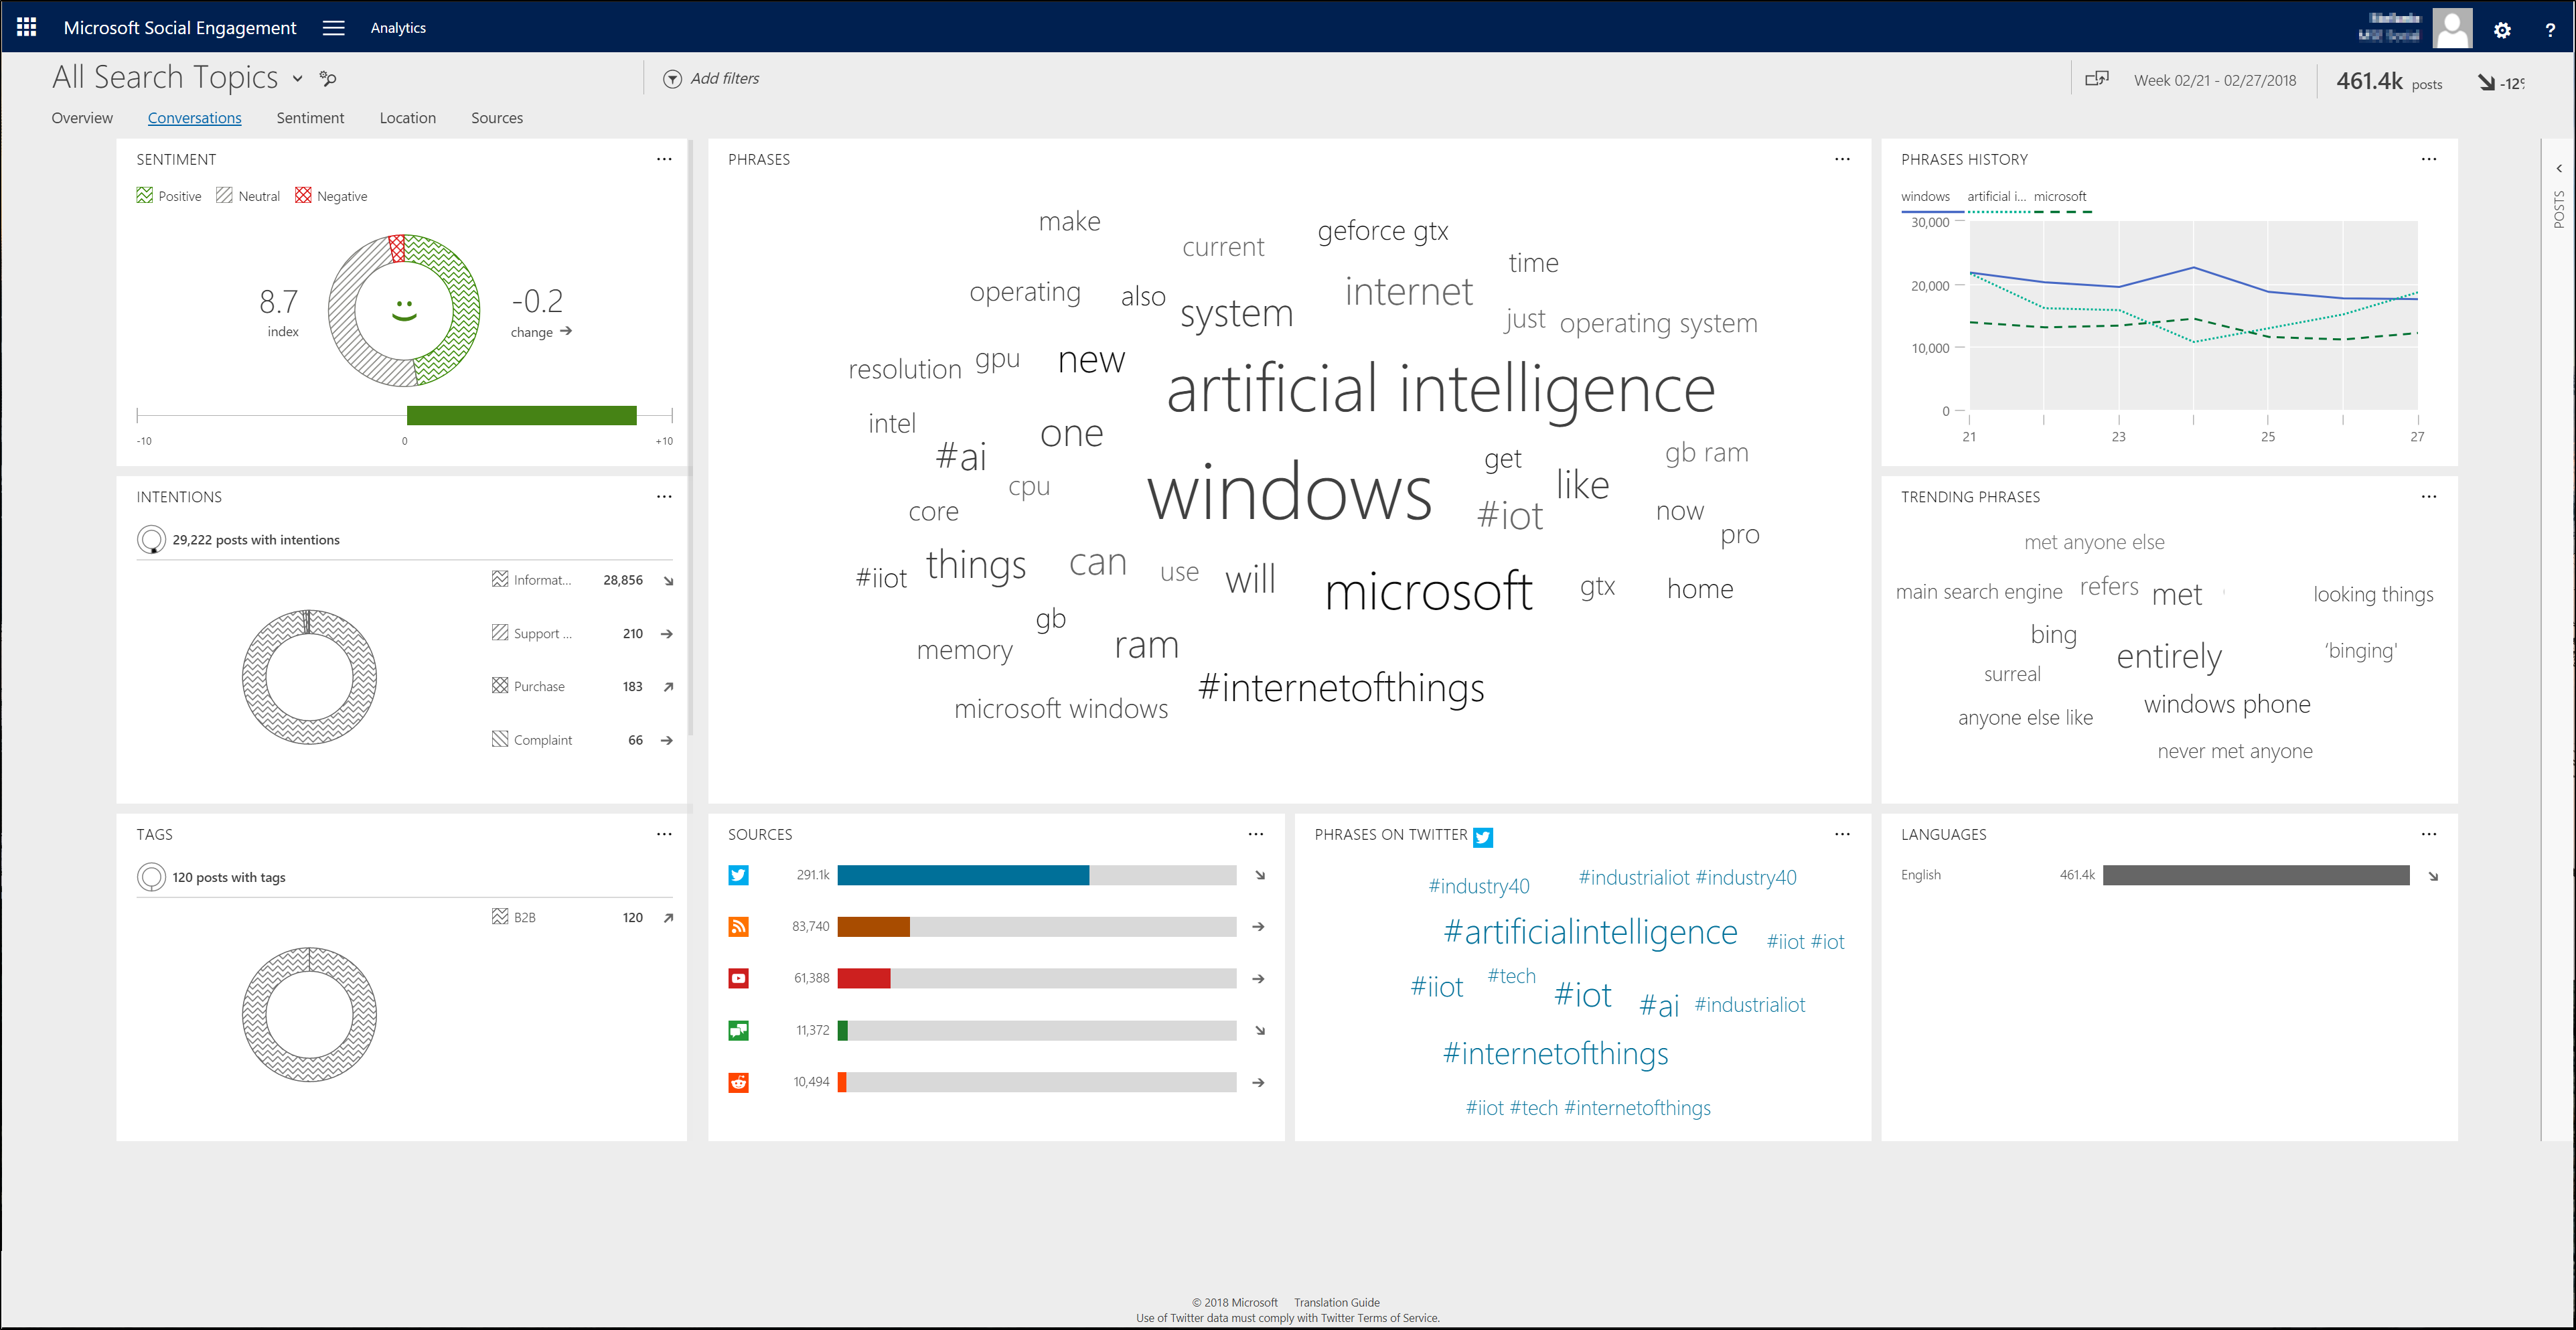 Microsoft Social Engagement Analytics
?
All Search Topics
Add filters
Week 02/21 - 02/27/2018
461.4k posts
-12
Overview Conversations Sentiment Location Sources
SENTIMENT
Positive Neutral Negative
8.7
index
-0.2
change
-10 0 +10
INTENTIONS
29,222 posts with intentions
Informat... 28,856
Support ... 210
Purchase 183
Complaint 66
TAGS
120 posts with tags
B2B 120
PHRASES
make
current
geforce gtx
time
operating
also
system
internet
just
operating system
resolution
gpu
new
artificial intelligence
intel
#ai
one
cpu
core
windows
get
like
gb ram
#iot
now
pro
#iiot
things
can
use
will
microsoft
gtx
home
gb
memory
ram
#internetofthings
microsoft windows
PHRASES HISTORY
windows artificial i... microsoft
30,000
20,000
10,000
0
21 23 25 27
TRENDING PHRASES
met anyone else
main search engine
refers
met
looking things
bing
entirely
'binging'
surreal
windows phone
anyone else like
never met anyone
SOURCES
291.1k
83,740
61,388
11,372
10,494
PHRASES ON TWITTER
#industry40
#industrialiot #industry40
#artificialintelligence
#iiot #iot
#iiot
#tech
#iot
#ai
#industrialiot
#internetofthings
#iiot #tech #internetofthings
LANGUAGES
English 461.4k
POSTS
© 2018 Microsoft Translation Guide
Use of Twitter data must comply with Twitter Terms of Service.